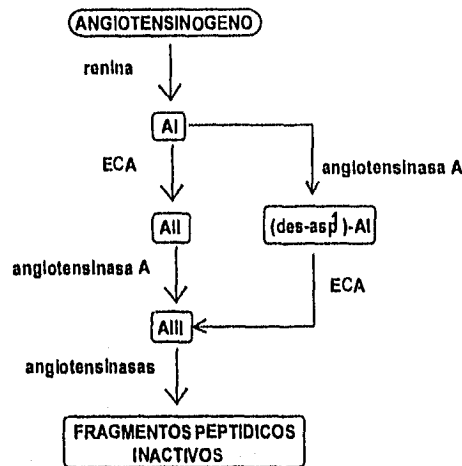 ANGIOTENSINOGENO
renina
AI
ECA
angiotensinasa A
AII
(des-asp1)-AI
angiotensinasa A
ECA
AIII
angiotensinasas
FRAGMENTOS PEPTIDICOS
INACTIVOS